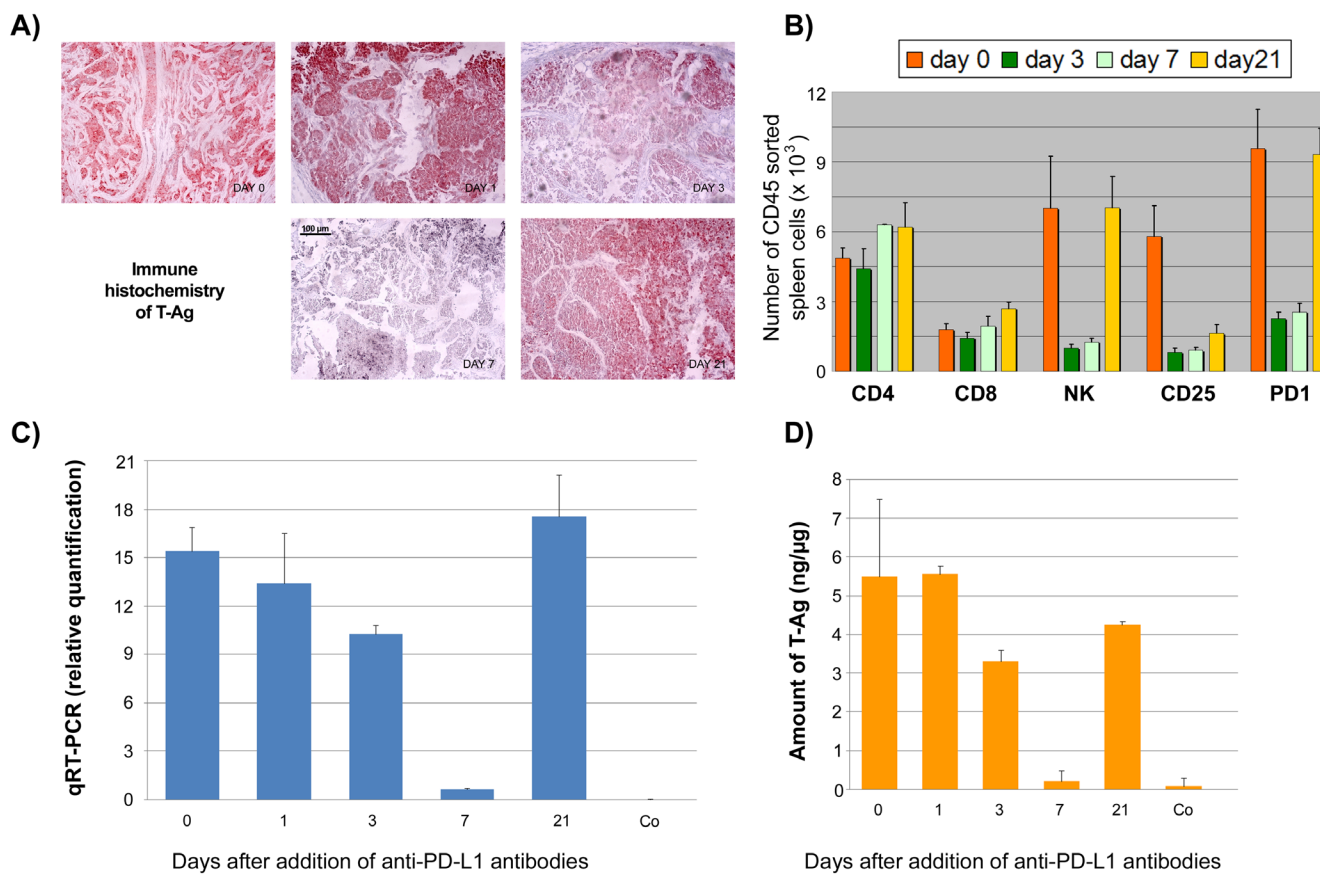 A)
DAY 0
DAY 1
DAY 3
Immune
histochemistry
of T-Ag
100 µm
DAY 7
DAY 21
B)
day 0 day 3 day 7 day21
Number of CD45 sorted
spleen cells (x 10³)
12
9
6
3
0
CD4 CD8 NK CD25 PD1
C)
qRT-PCR (relative quantification)
21
18
15
12
9
6
3
0
0 1 3 7 21 Co
Days after addition of anti-PD-L1 antibodies
D)
Amount of T-Ag (ng/µg)
8
7
6
5
4
3
2
1
0
0 1 3 7 21 Co
Days after addition of anti-PD-L1 antibodies